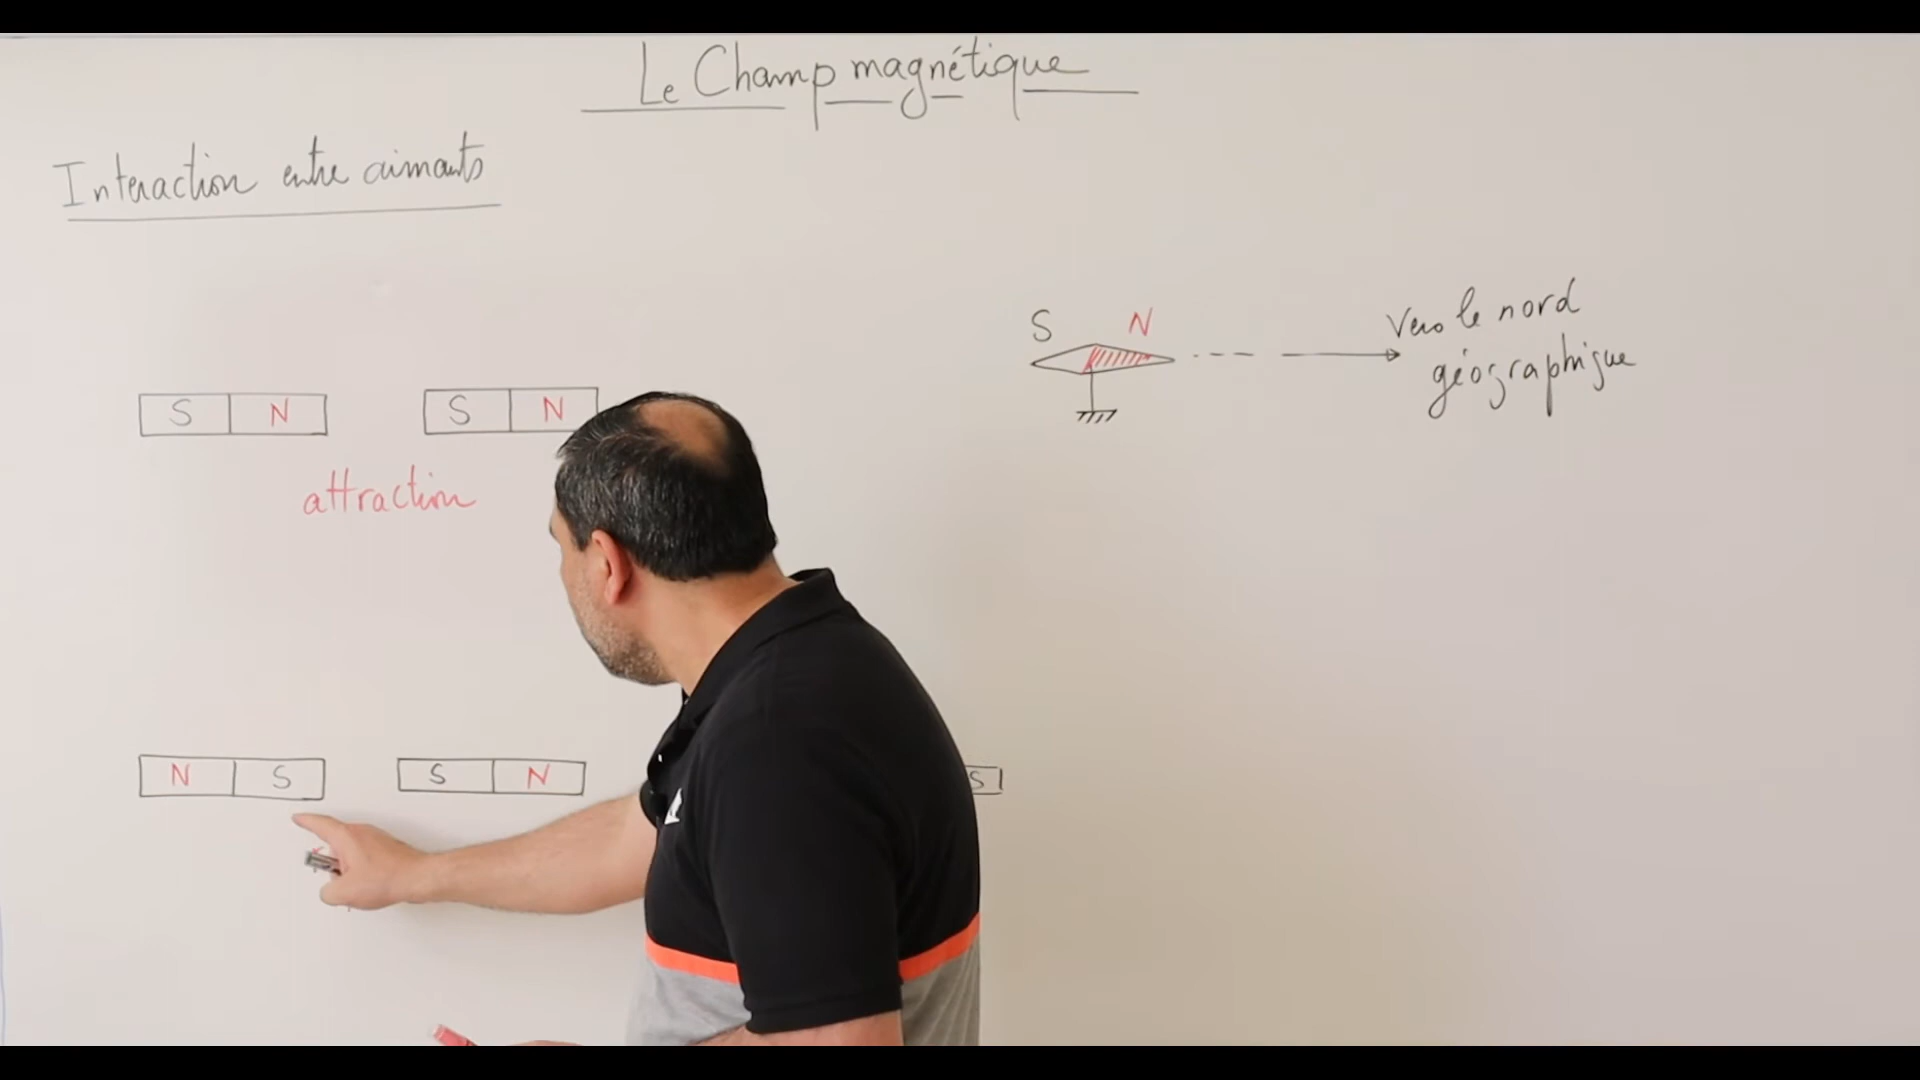 Le Champ magnétique
Interaction entre aimants
S N
Vers le nord
géographique
S N S N
attraction
N S S N S